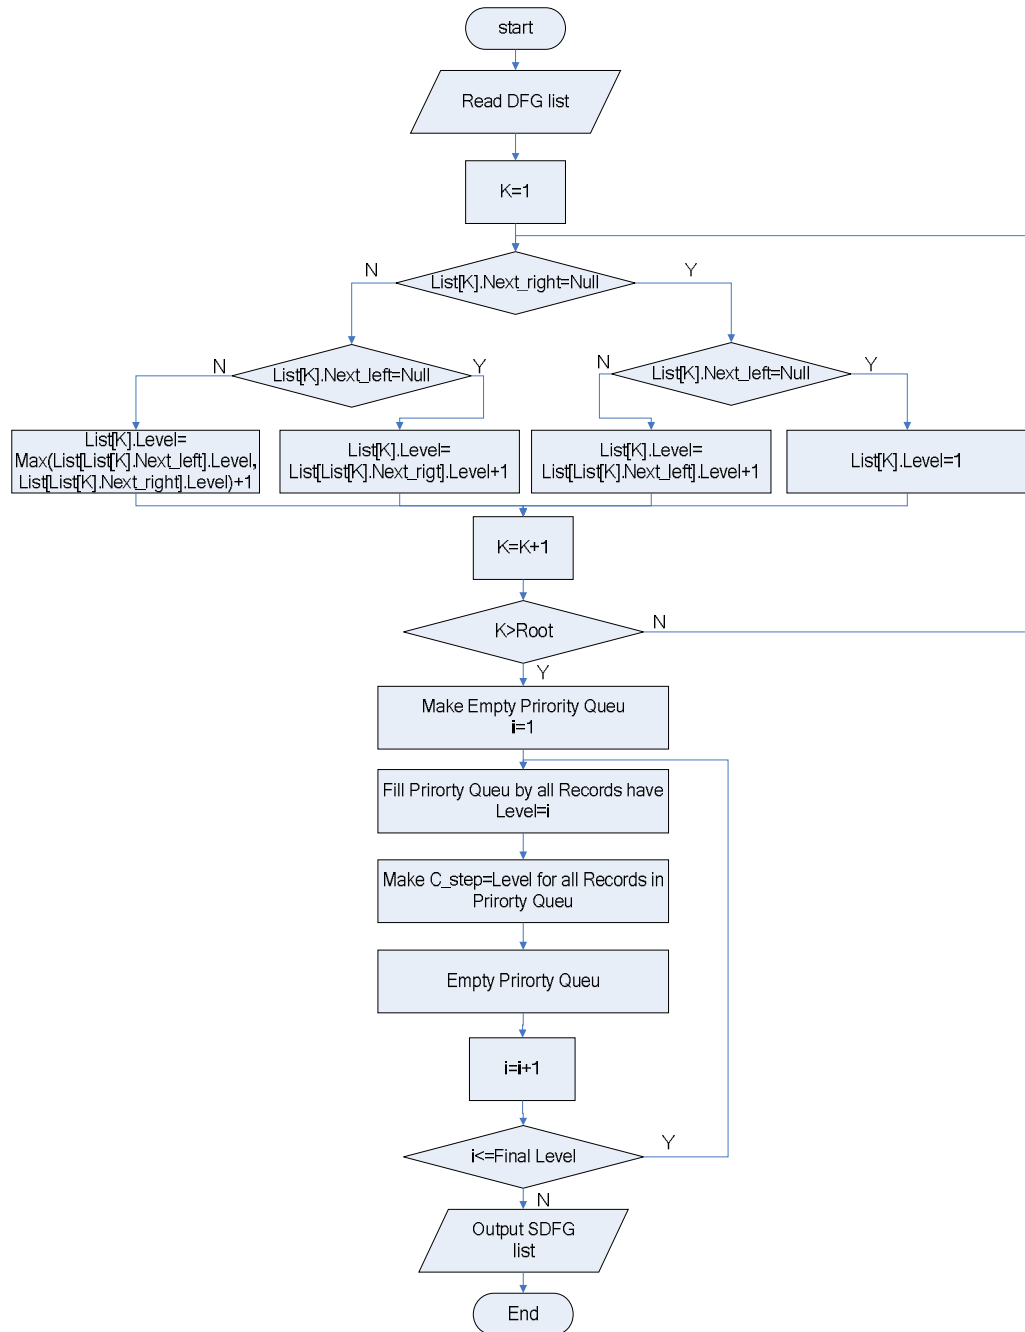 start
Read DFG list
K=1
List[K].Next_right=Null
N
Y
List[K].Next_left=Null
N
Y
List[K].Next_left=Null
N
Y
List[K].Level=
Max(List[List[K].Next_left].Level,
List[List[K].Next_right].Level)+1
List[K].Level=
List[List[K].Next_rigt].Level+1
List[K].Level=
List[List[K].Next_left].Level+1
List[K].Level=1
K=K+1
K>Root
N
Y
Make Empty Prirority Queu
i=1
Fill Prirorty Queu by all Records have
Level=i
Make C_step=Level for all Records in
Prirorty Queu
Empty Prirorty Queu
i=i+1
i<=Final Level
Y
N
Output SDFG
list
End